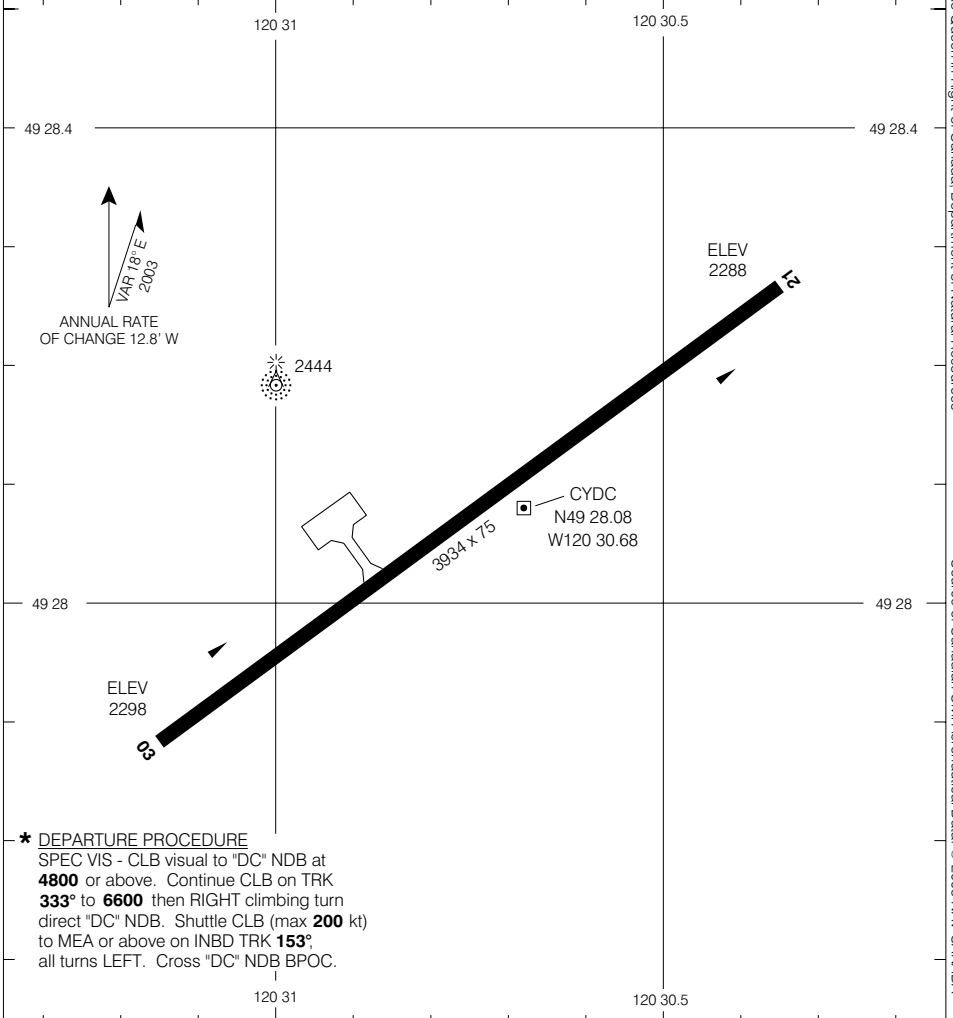 120 31
120 30.5
49 28.4
49 28.4
VAR 18° E
2003
ANNUAL RATE
OF CHANGE 12.8' W
ELEV
2288
21
2444
CYDC
N49 28.08
W120 30.68
3934 x 75
49 28
49 28
ELEV
2298
03
* DEPARTURE PROCEDURE
SPEC VIS - CLB visual to "DC" NDB at
4800 or above. Continue CLB on TRK
333° to 6600 then RIGHT climbing turn
direct "DC" NDB. Shuttle CLB (max 200 kt)
to MEA or above on INBD TRK 153°,
all turns LEFT. Cross "DC" NDB BPOC.
120 31
120 30.5